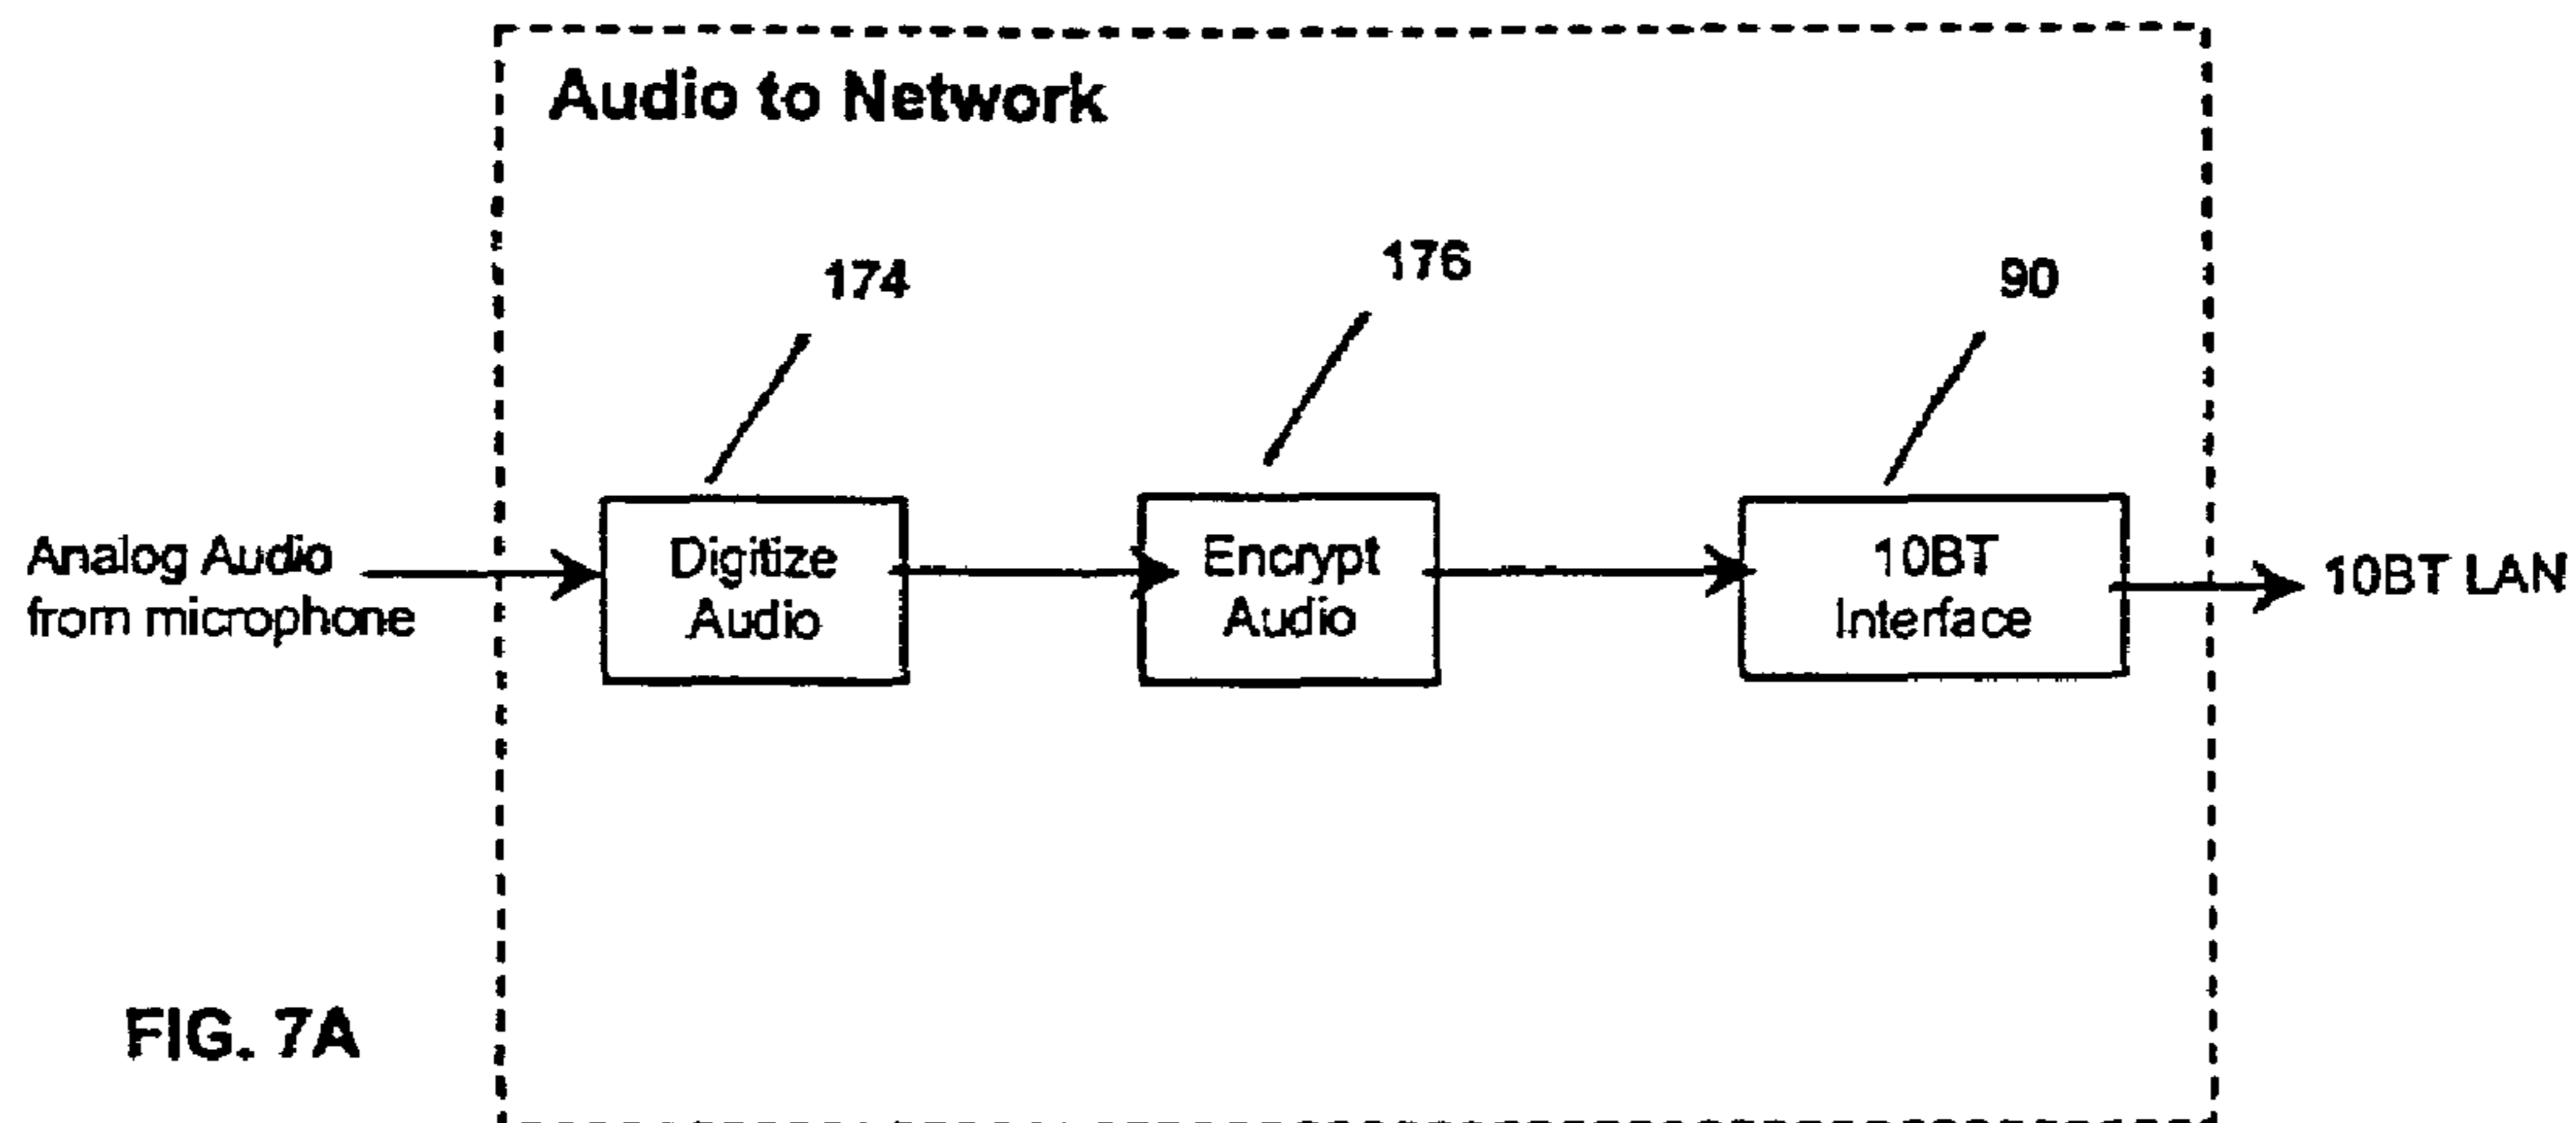 Audio to Network
174
176
90
Analog Audio
from microphone
Digitize
Audio
Encrypt
Audio
10BT
Interface
10BT LAN
FIG. 7A